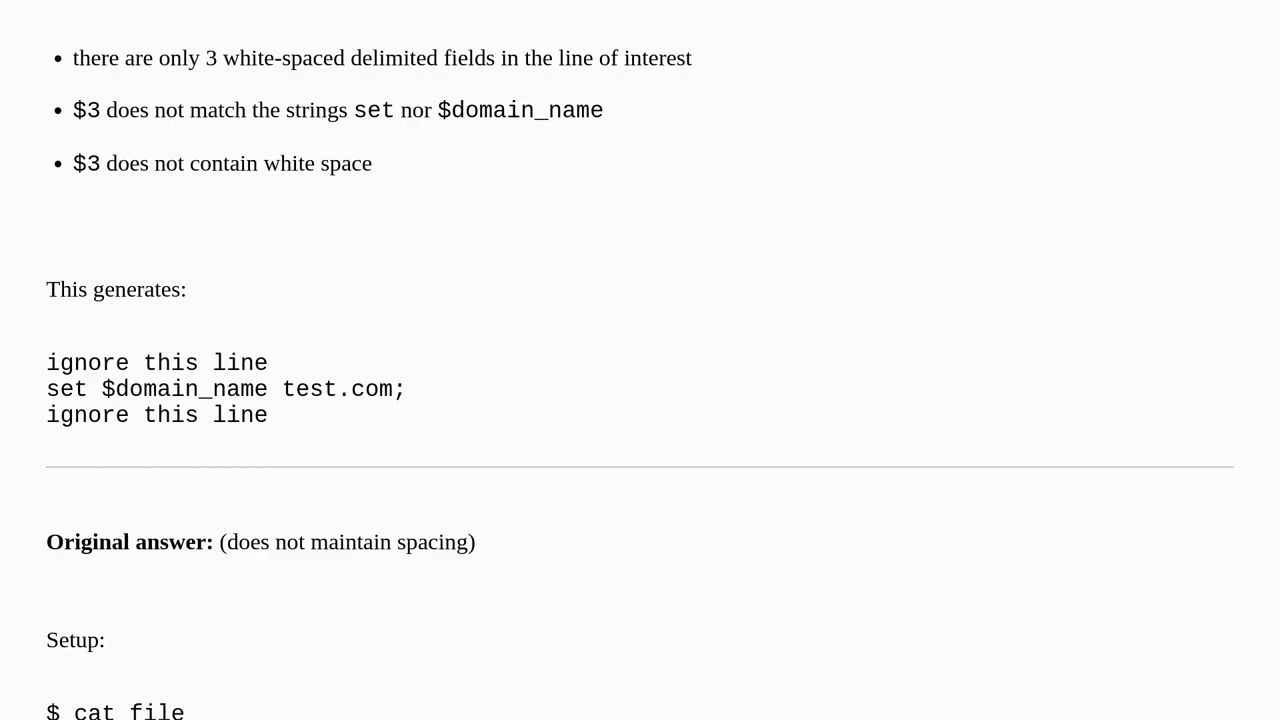 • there are only 3 white-spaced delimited fields in the line of interest
• $3 does not match the strings set nor $domain_name
• $3 does not contain white space
This generates:
ignore this line
set $domain_name test.com;
ignore this line
Original answer: (does not maintain spacing)
Setup:
$ cat file